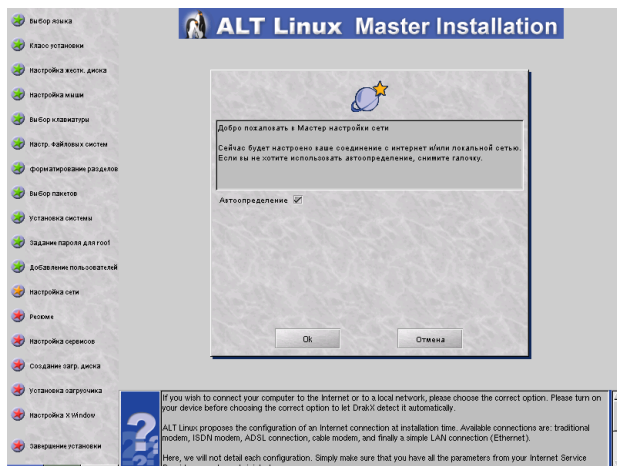 ALT Linux Master Installation
Выбор языка
Класс установки
Настройка жестк. диска
Настройка мыши
Выбор клавиатуры
Настр. Файловых систем
форматирование разделов
Выбор пакетов
Установка системы
Задание пароля для root
Добавление пользователей
Настройка сети
Резюме
Настройка сервисов
Создание загр. диска
Установка загрузчика
Настройка X Window
Завершение установки
Добро пожаловать в Мастер настройки сети
Сейчас будет настроено ваше соединение с интернет и/или локальной сетью.
Если вы не хотите использовать автоопределение, снимите галочку.
Автоопределение
Ok
Отмена
If you wish to connect your computer to the Internet or to a local network, please choose the correct option. Please turn on
your device before choosing the correct option to let DrakX detect it automatically.
ALT Linux proposes the configuration of an Internet connection at installation time. Available connections are: traditional
modem, ISDN modem, ADSL connection, cable modem, and finally a simple LAN connection (Ethernet).
Here, we will not detail each configuration. Simply make sure that you have all the parameters from your Internet Service